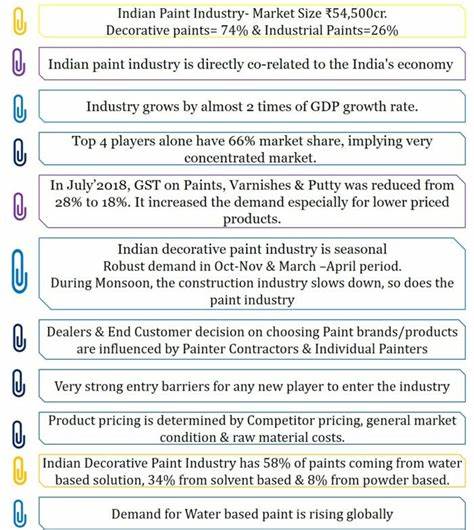 Indian Paint Industry- Market Size ₹54,500cr.
Decorative paints= 74% & Industrial Paints=26%
Indian paint industry is directly co-related to the India's economy
Industry grows by almost 2 times of GDP growth rate.
Top 4 players alone have 66% market share, implying very
concentrated market.
In July'2018, GST on Paints, Varnishes & Putty was reduced from
28% to 18%. It increased the demand especially for lower priced
products.
Indian decorative paint industry is seasonal
Robust demand in Oct-Nov & March –April period.
During Monsoon, the construction industry slows down, so does the
paint industry
Dealers & End Customer decision on choosing Paint brands/products
are influenced by Painter Contractors & Individual Painters
Very strong entry barriers for any new player to enter the industry
Product pricing is determined by Competitor pricing, general market
condition & raw material costs.
Indian Decorative Paint Industry has 58% of paints coming from water
based solution, 34% from solvent based & 8% from powder based.
Demand for Water based paint is rising globally